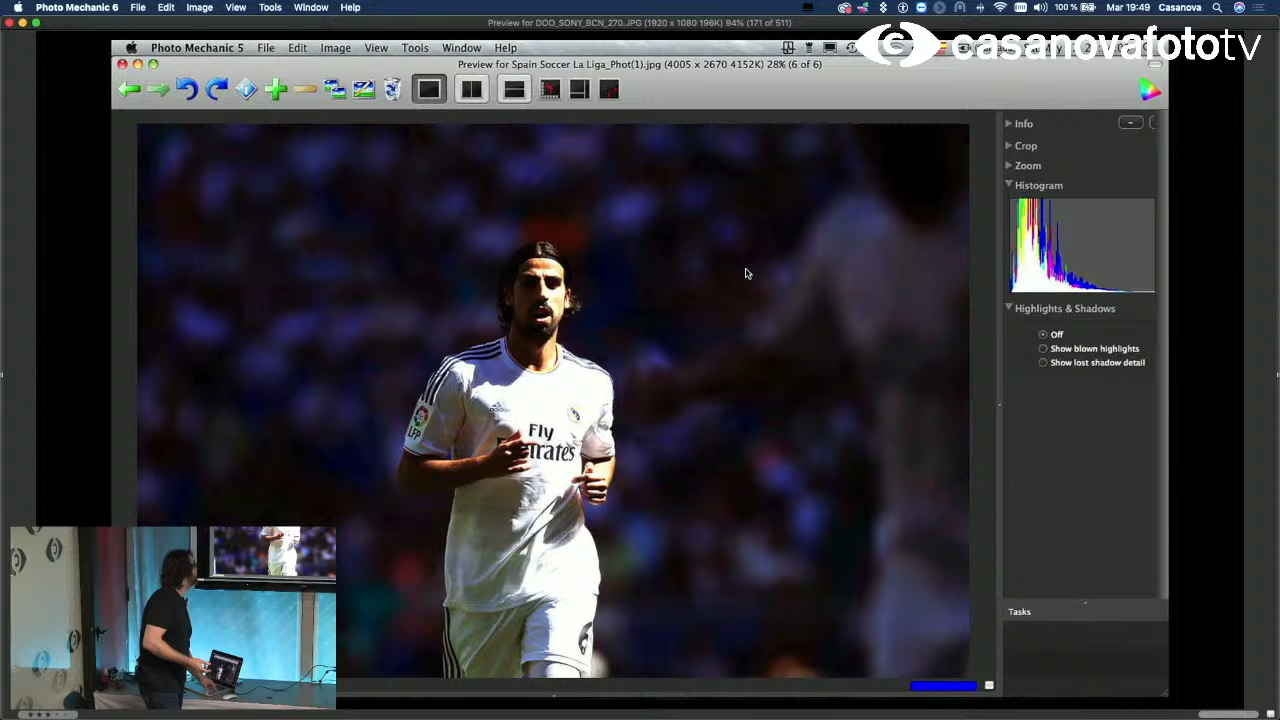 Photo Mechanic 6 File Edit Image View Tools Window Help 100 % Mar 19:49 Casanova
Preview for DOO_SONY_BCN_270.JPG (1920 x 1080 196K) 94% (171 of 511)
casanovafototv
Photo Mechanic 5 File Edit Image View Tools Window Help
Preview for Spain Soccer La Liga_Phot(1).jpg (4005 x 2670 4152K) 28% (6 of 6)
Info
Crop
Zoom
Histogram
Highlights & Shadows
Off
Show blown highlights
Show lost shadow detail
LFP
Fly
Emirates
6
Tasks